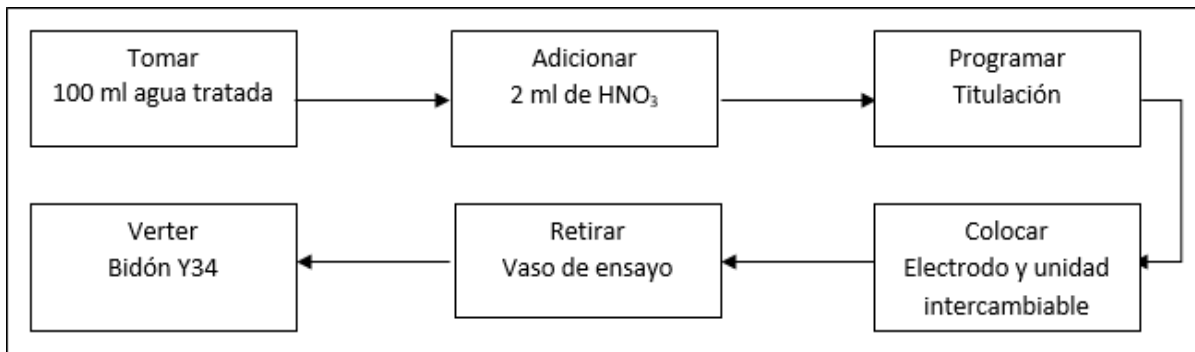 Tomar
100 ml agua tratada
Adicionar
2 ml de HNO₃
Programar
Titulación
Colocar
Electrodo y unidad
intercambiable
Retirar
Vaso de ensayo
Verter
Bidón Y34